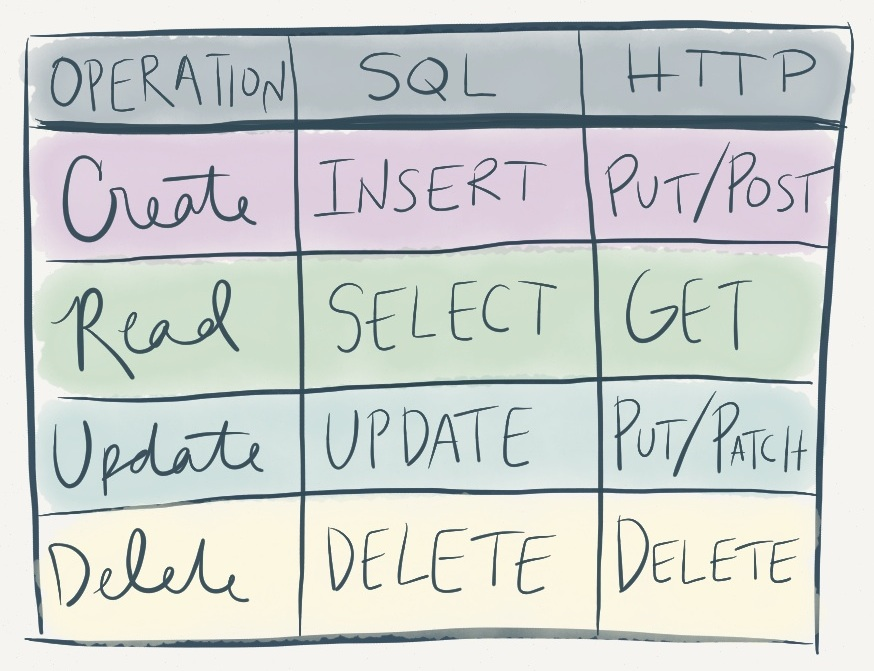 OPERATION SQL HTTP
Create INSERT PUT/POST
Read SELECT GET
Update UPDATE PUT/PATCH
Delete DELETE DELETE